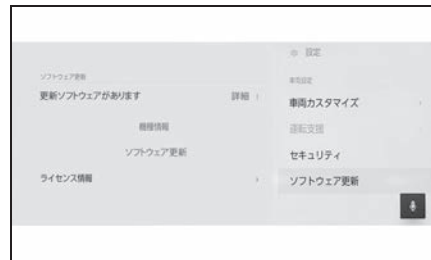 ソフトウェア更新
更新ソフトウェアがあります
詳細
機種情報
ソフトウェア更新
ライセンス情報
設定
車両設定
車両カスタマイズ
運転支援
セキュリティ
ソフトウェア更新